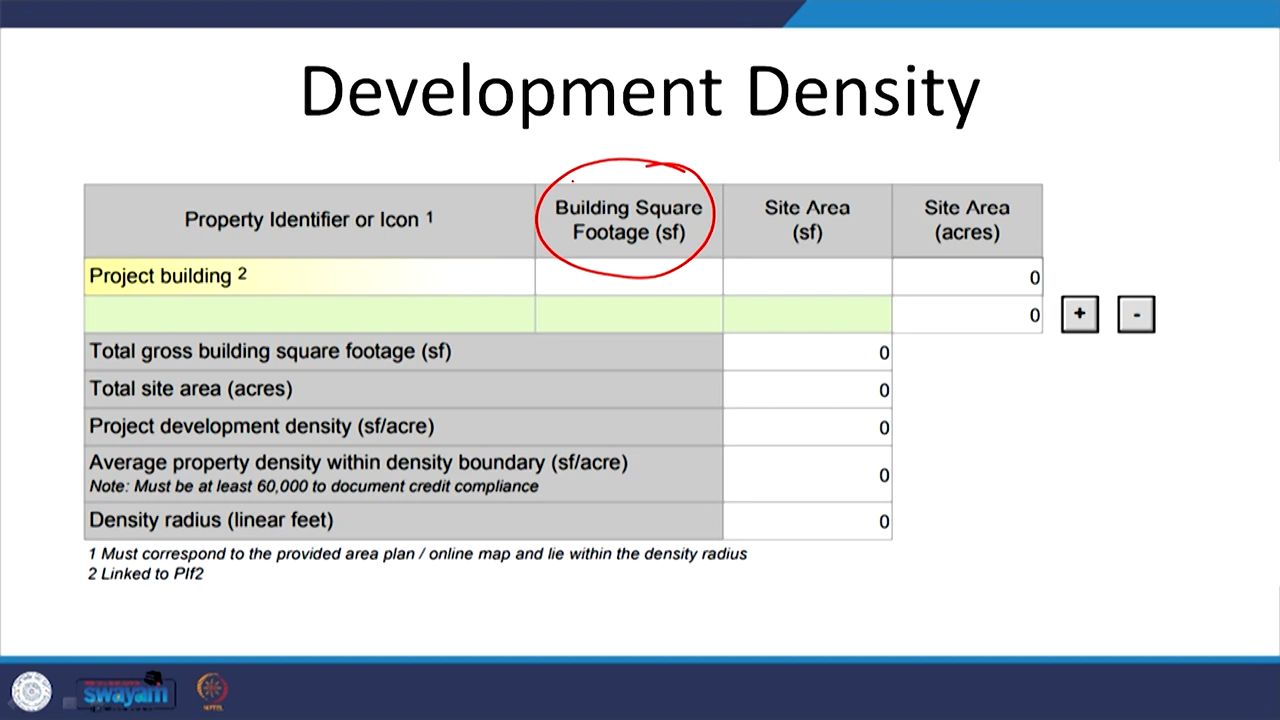 Development Density
Property Identifier or Icon 1
Building Square
Footage (sf)
Site Area
(sf)
Site Area
(acres)
Project building 2
0
0
+
-
Total gross building square footage (sf)
0
Total site area (acres)
0
Project development density (sf/acre)
0
Average property density within density boundary (sf/acre)
Note: Must be at least 60,000 to document credit compliance
0
Density radius (linear feet)
0
1 Must correspond to the provided area plan / online map and lie within the density radius
2 Linked to PIf2
swayam